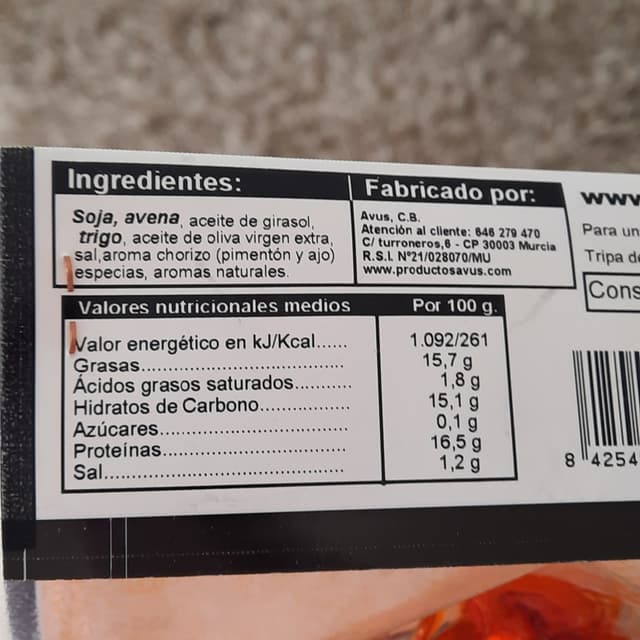 Ingredientes:
Soja, avena, aceite de girasol,
trigo, aceite de oliva virgen extra,
sal,aroma chorizo (pimentón y ajo)
especias, aromas naturales.
Fabricado por:
Avus, C.B.
Atención al cliente: 646 279 470
C/ turroneros,6 - CP 30003 Murcia
R.S.I. Nº21/028070/MU
www.productosavus.com
www
Para un
Tripa de
Cons
Valores nutricionales medios Por 100 g.
Valor energético en kJ/Kcal...... 1.092/261
Grasas.............................. 15,7 g
Ácidos grasos saturados.......... 1,8 g
Hidratos de Carbono................ 15,1 g
Azúcares........................... 0,1 g
Proteínas........................... 16,5 g
Sal.................................... 1,2 g
8 4254